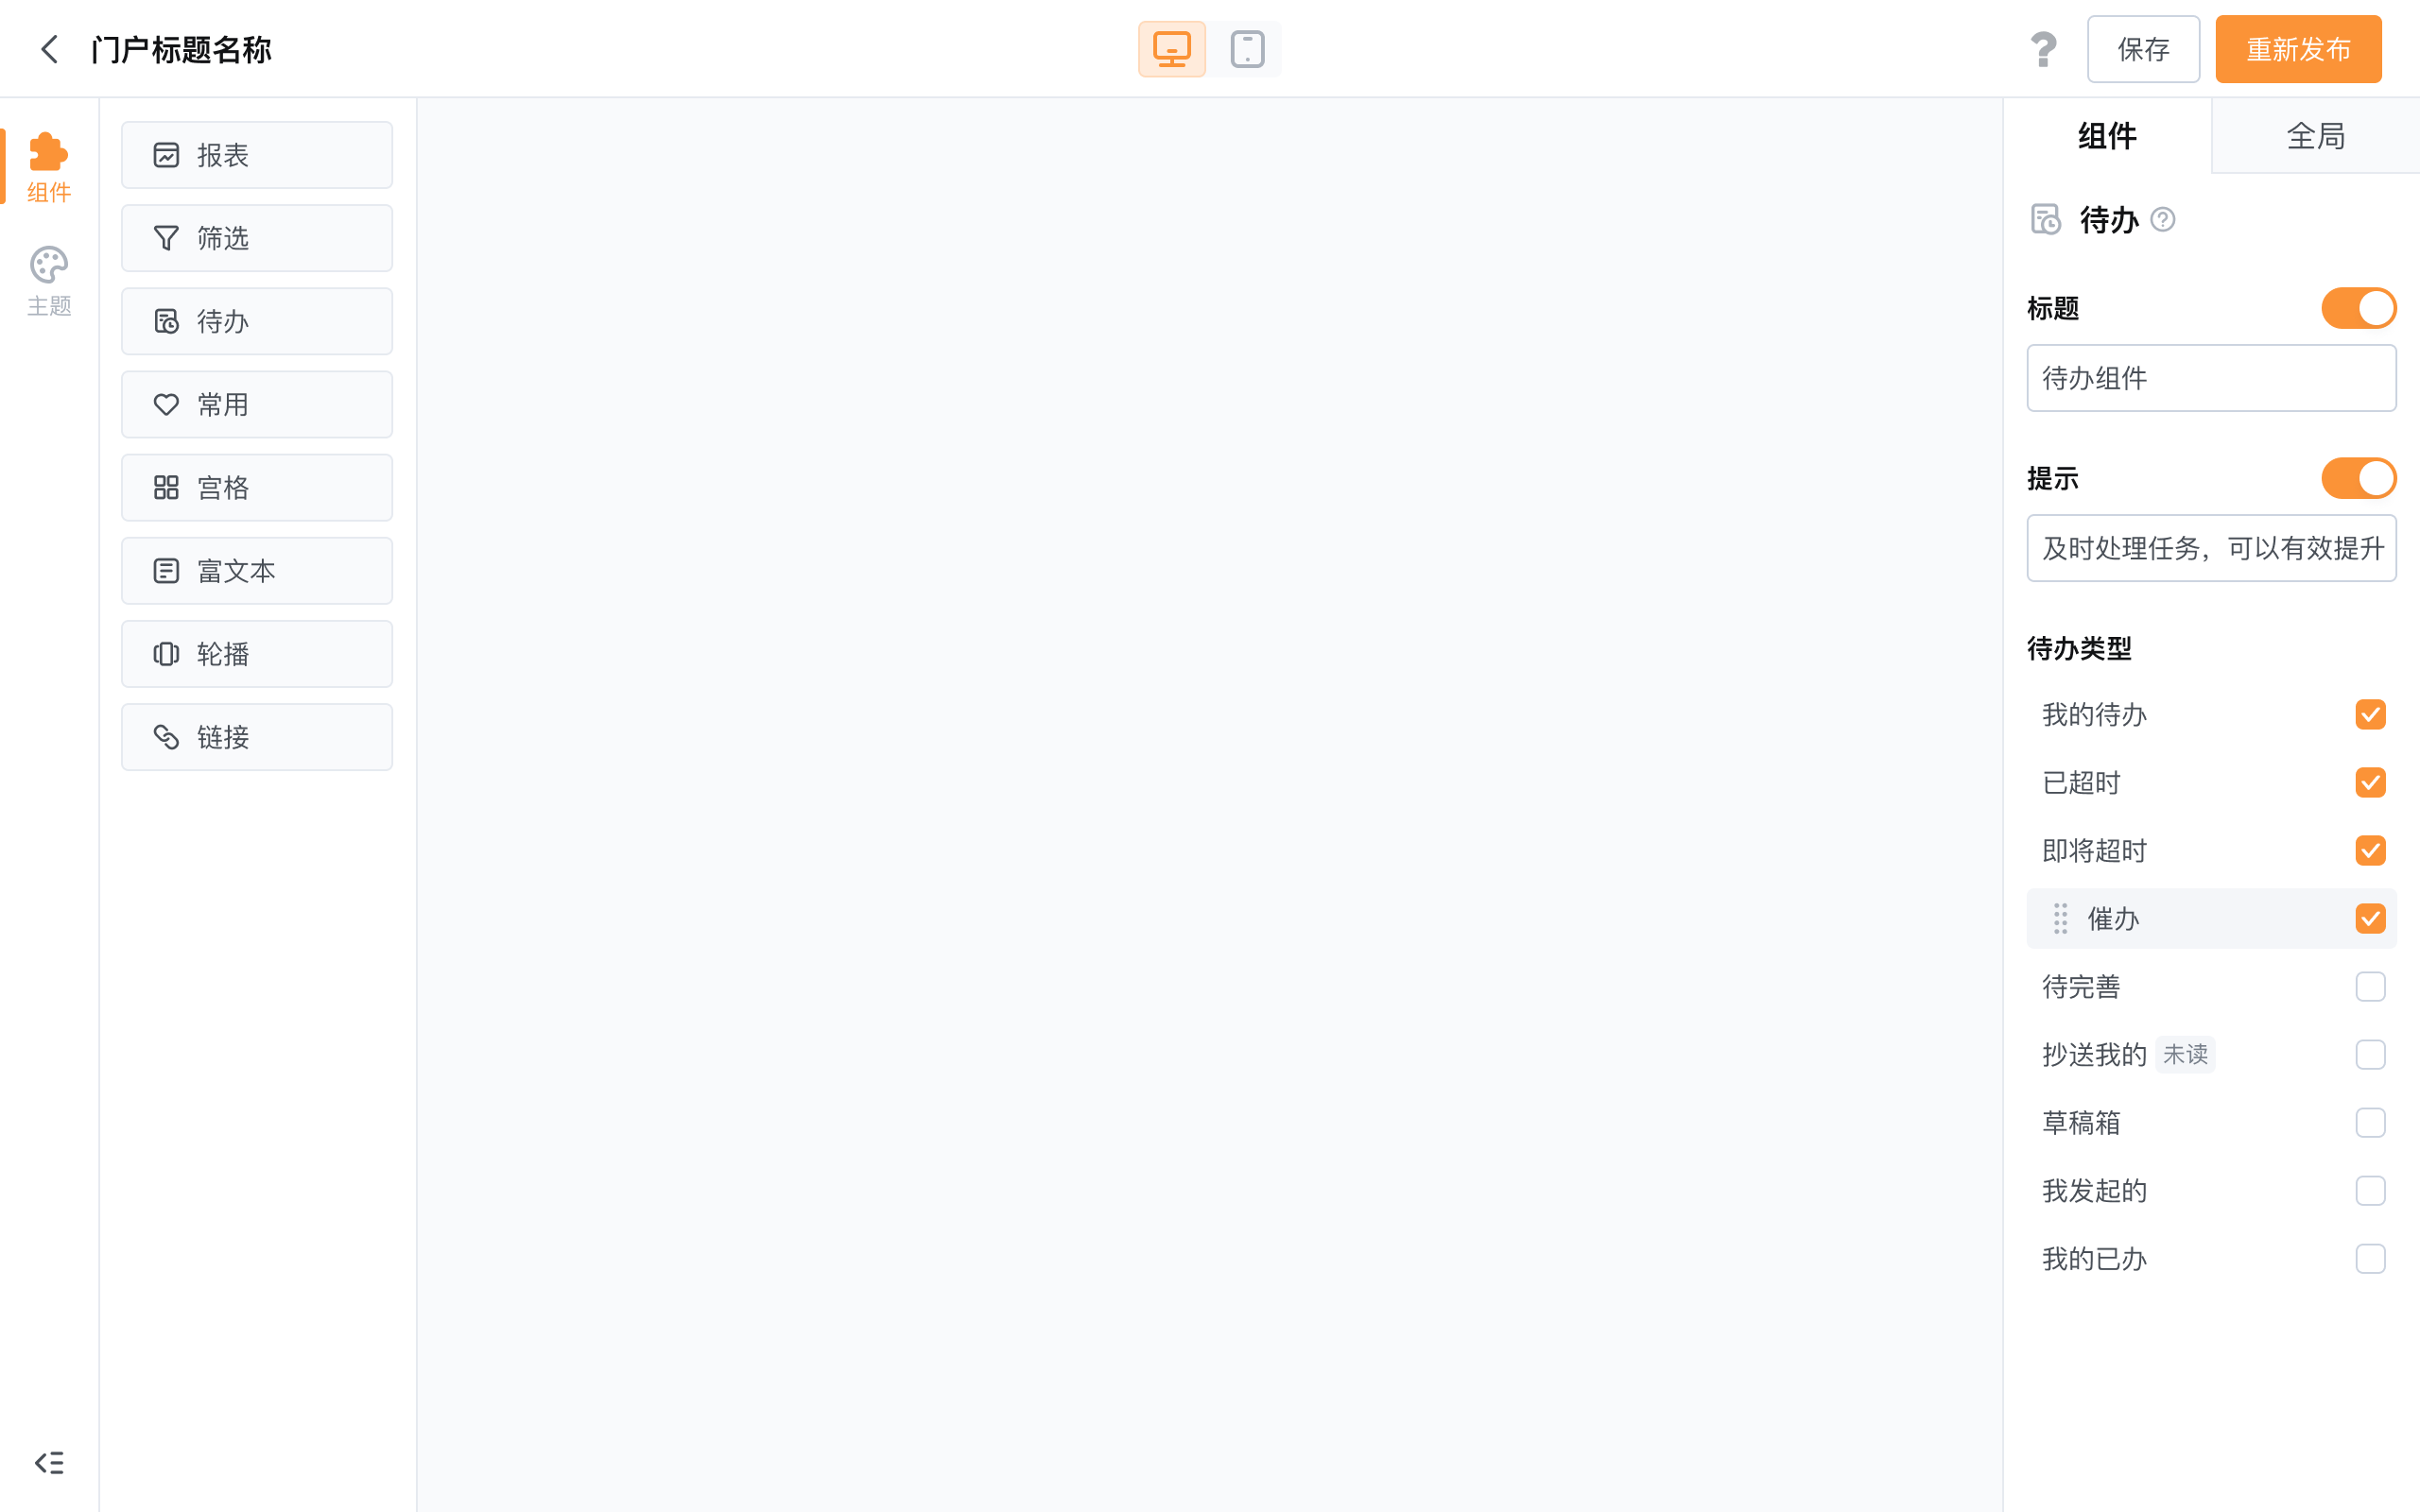 门户标题名称
保存
重新发布
组件
主题
报表
筛选
待办
常用
宫格
富文本
轮播
链接
组件
全局
待办
标题
待办组件
提示
及时处理任务，可以有效提升
待办类型
我的待办
已超时
即将超时
催办
待完善
抄送我的 未读
草稿箱
我发起的
我的已办